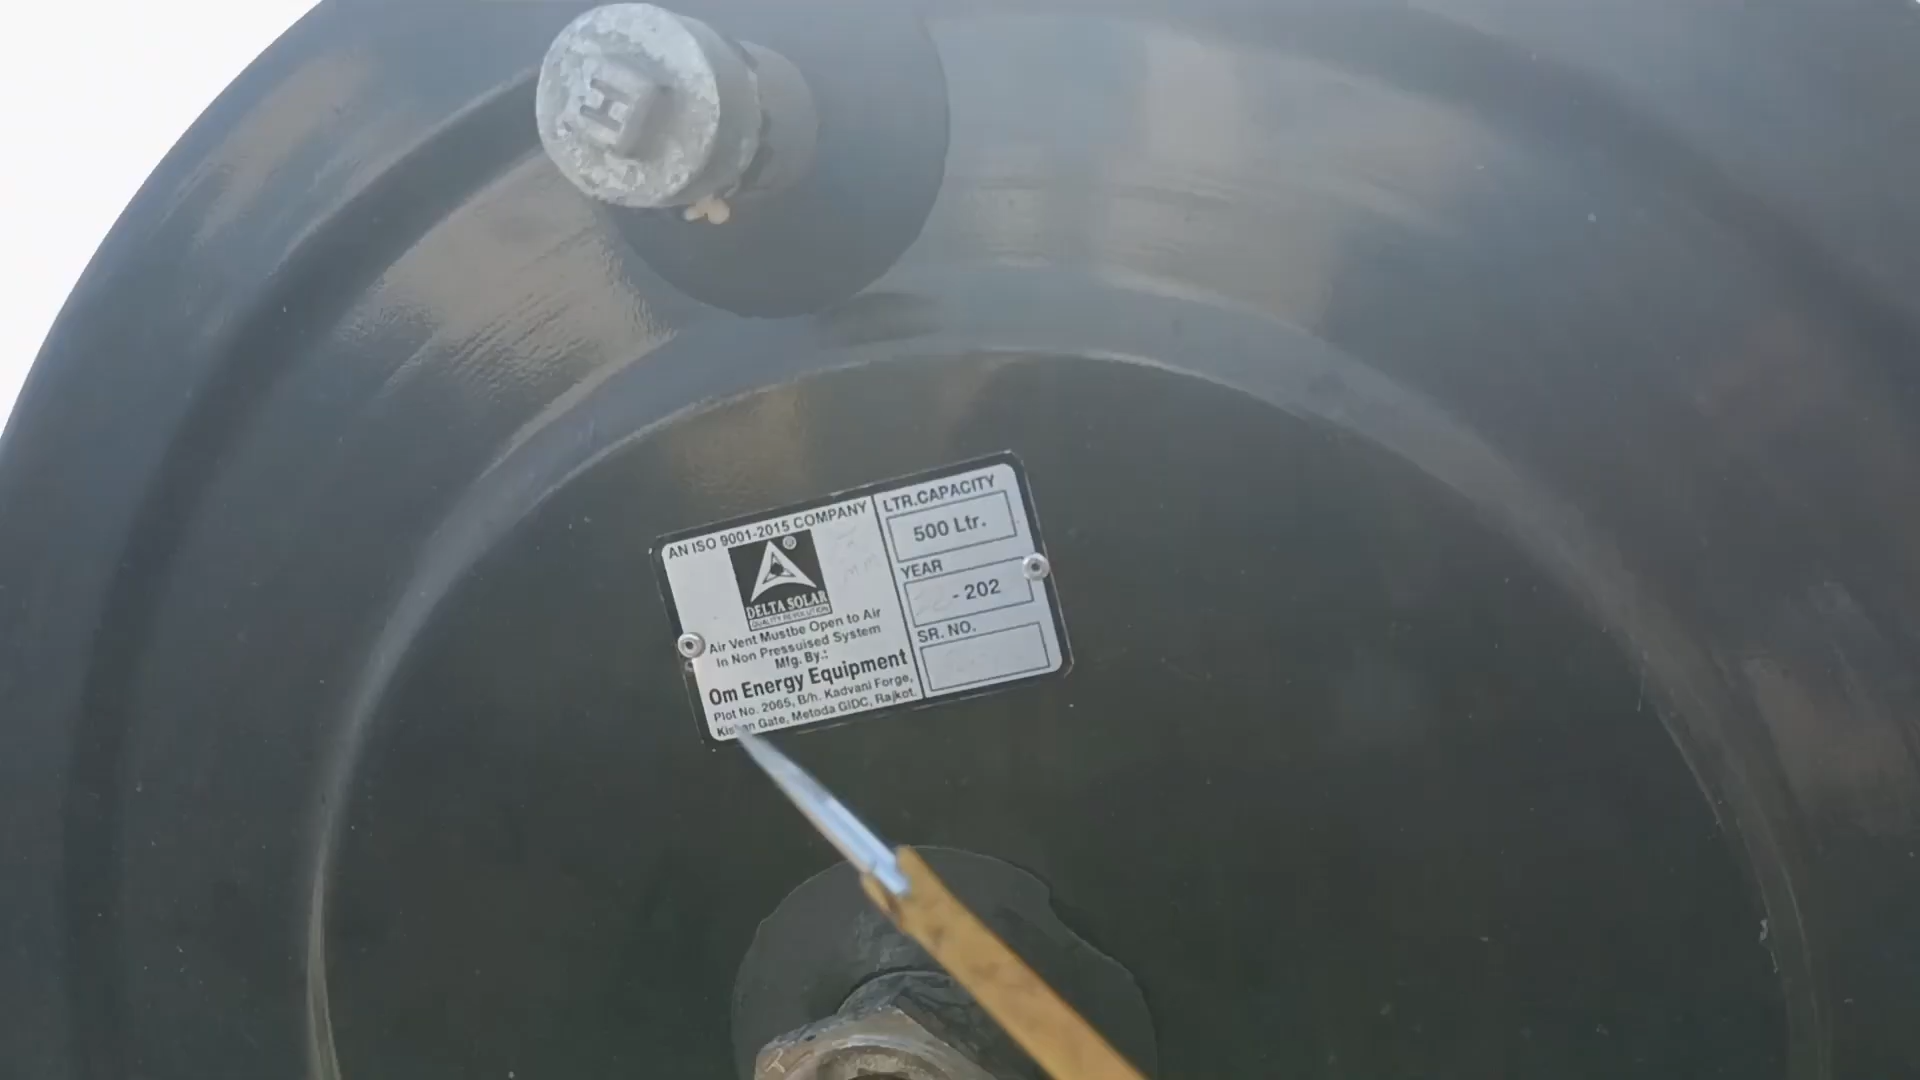 H
AN ISO 9001-2015 COMPANY
®
DELTA SOLAR
QUALITY REVOLUTION
Air Vent Mustbe Open to Air
In Non Pressuised System
Mfg. By.:
Om Energy Equipment
Plot No. 2065, B/h. Kadvani Forge,
Kishan Gate, Metoda GIDC, Rajkot.
LTR.CAPACITY
500 Ltr.
YEAR
- 202
SR. NO.